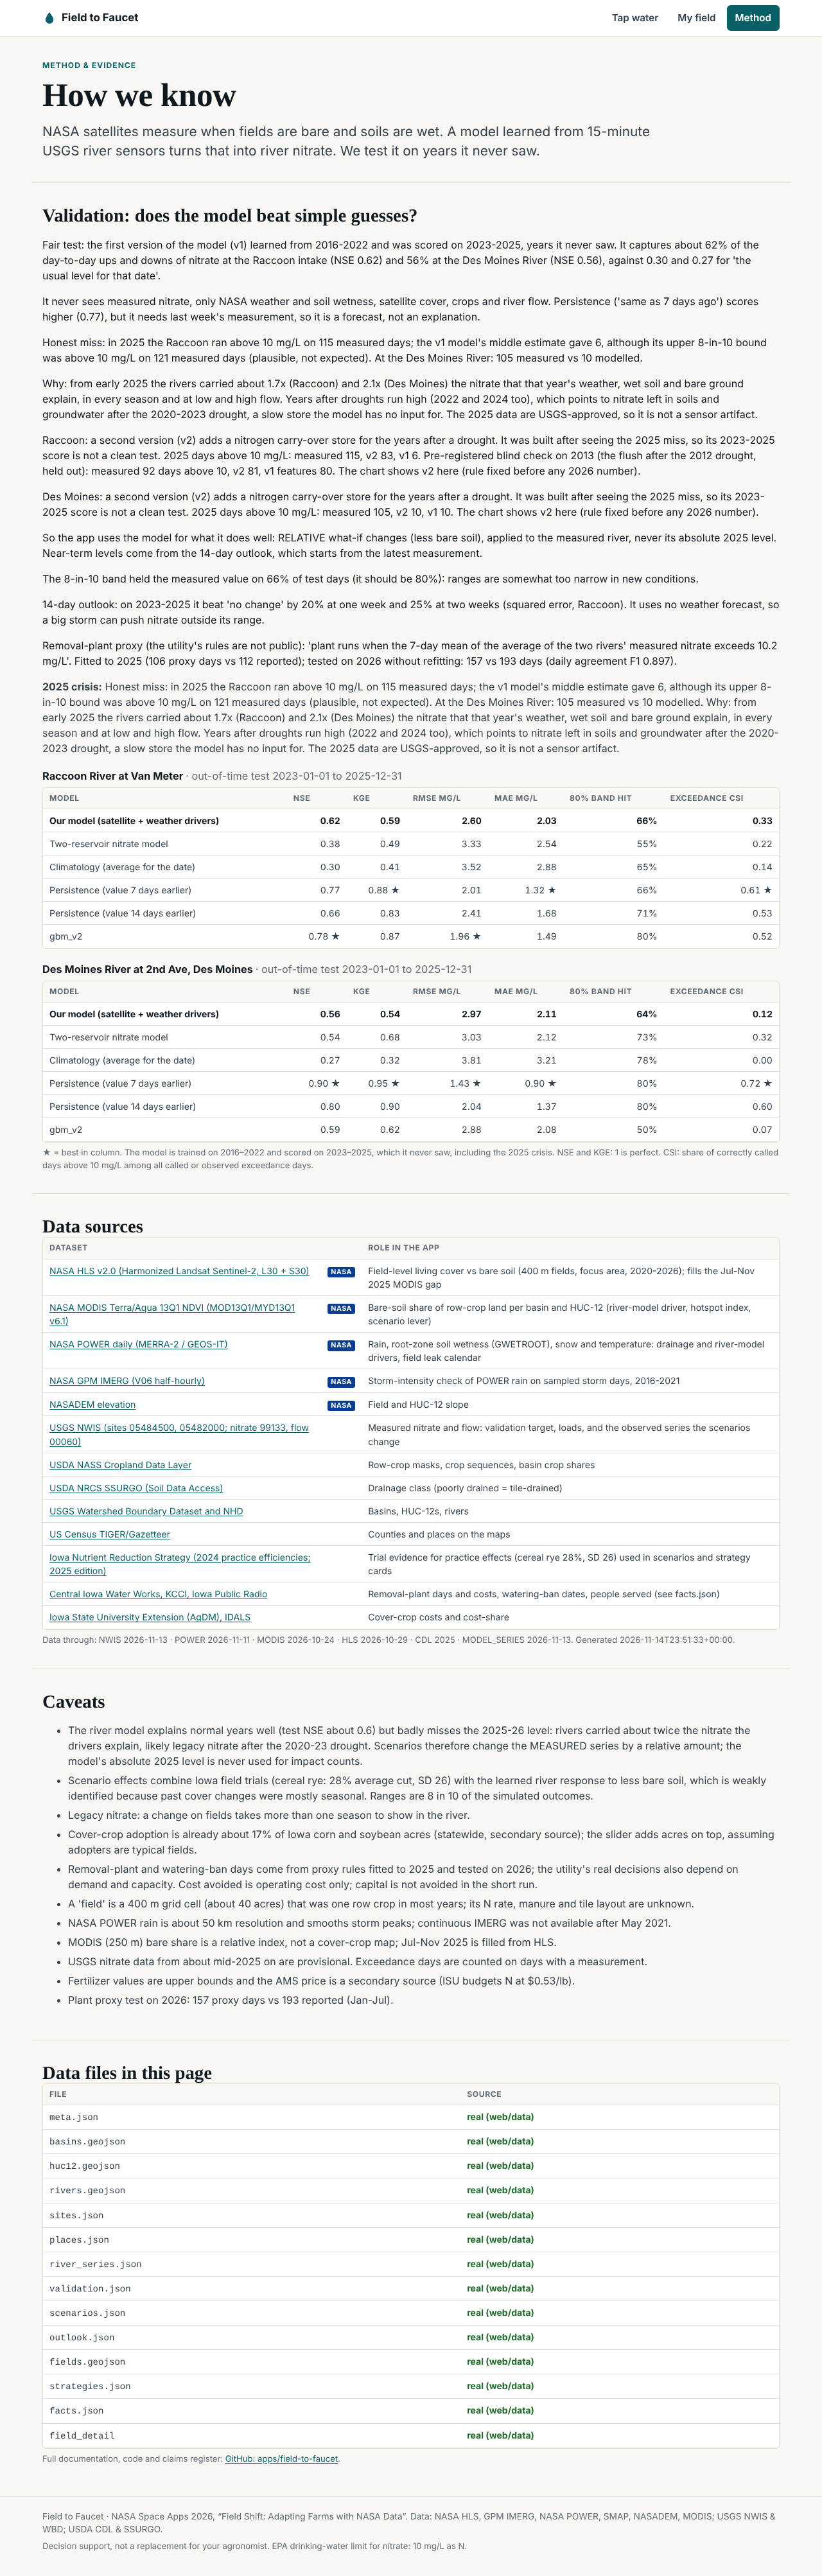 Field to Faucet
Tap water
My field
Method
METHOD & EVIDENCE
How we know
NASA satellites measure when fields are bare and soils are wet. A model learned from 15-minute
USGS river sensors turns that into river nitrate. We test it on years it never saw.
Validation: does the model beat simple guesses?
Fair test: the first version of the model (v1) learned from 2016-2022 and was scored on 2023-2025, years it never saw. It captures about 62% of the
day-to-day ups and downs of nitrate at the Raccoon intake (NSE 0.62) and 56% at the Des Moines River (NSE 0.56), against 0.30 and 0.27 for 'the
usual level for that date'.
It never sees measured nitrate, only NASA weather and soil wetness, satellite cover, crops and river flow. Persistence ('same as 7 days ago') scores
higher (0.77), but it needs last week's measurement, so it is a forecast, not an explanation.
Honest miss: in 2025 the Raccoon ran above 10 mg/L on 115 measured days; the v1 model's middle estimate gave 6, although its upper 8-in-10 bound
was above 10 mg/L on 121 measured days (plausible, not expected). At the Des Moines River: 105 measured vs 10 modelled.
Why: from early 2025 the rivers carried about 1.7x (Raccoon) and 2.1x (Des Moines) the nitrate that that year's weather, wet soil and bare ground
explain, in every season and at low and high flow. Years after droughts run high (2022 and 2024 too), which points to nitrate left in soils and
groundwater after the 2020-2023 drought, a slow store the model has no input for. The 2025 data are USGS-approved, so it is not a sensor artifact.
Raccoon: a second version (v2) adds a nitrogen carry-over store for the years after a drought. It was built after seeing the 2025 miss, so its 2023-2025
score is not a clean test. 2025 days above 10 mg/L: measured 115, v2 83, v1 6. Pre-registered blind check on 2013 (the flush after the 2012 drought,
held out): measured 92 days above 10, v2 81, v1 features 80. The chart shows v2 here (rule fixed before any 2026 number).
Des Moines: a second version (v2) adds a nitrogen carry-over store for the years after a drought. It was built after seeing the 2025 miss, so its 2023-
2025 score is not a clean test. 2025 days above 10 mg/L: measured 105, v2 10, v1 10. The chart shows v2 here (rule fixed before any 2026 number).
So the app uses the model for what it does well: RELATIVE what-if changes (less bare soil), applied to the measured river, never its absolute 2025 level.
Near-term levels come from the 14-day outlook, which starts from the latest measurement.
The 8-in-10 band held the measured value on 66% of test days (it should be 80%): ranges are somewhat too narrow in new conditions.
14-day outlook: on 2023-2025 it beat 'no change' by 20% at one week and 25% at two weeks (squared error, Raccoon). It uses no weather forecast, so
a big storm can push nitrate outside its range.
Removal-plant proxy (the utility's rules are not public): 'plant runs when the 7-day mean of the average of the two rivers' measured nitrate exceeds 10.2
mg/L'. Fitted to 2025 (106 proxy days vs 112 reported); tested on 2026 without refitting: 157 vs 193 days (daily agreement F1 0.897).
2025 crisis: Honest miss: in 2025 the Raccoon ran above 10 mg/L on 115 measured days; the v1 model's middle estimate gave 6, although its upper 8-
in-10 bound was above 10 mg/L on 121 measured days (plausible, not expected). At the Des Moines River: 105 measured vs 10 modelled. Why: from
early 2025 the rivers carried about 1.7x (Raccoon) and 2.1x (Des Moines) the nitrate that that year's weather, wet soil and bare ground explain, in every
season and at low and high flow. Years after droughts run high (2022 and 2024 too), which points to nitrate left in soils and groundwater after the 2020-
2023 drought, a slow store the model has no input for. The 2025 data are USGS-approved, so it is not a sensor artifact.
Raccoon River at Van Meter · out-of-time test 2023-01-01 to 2025-12-31
MODEL NSE KGE RMSE MG/L MAE MG/L 80% BAND HIT EXCEEDANCE CSI
Our model (satellite + weather drivers) 0.62 0.59 2.60 2.03 66% 0.33
Two-reservoir nitrate model 0.38 0.49 3.33 2.54 55% 0.22
Climatology (average for the date) 0.30 0.41 3.52 2.88 65% 0.14
Persistence (value 7 days earlier) 0.77 0.88 ★ 2.01 1.32 ★ 66% 0.61 ★
Persistence (value 14 days earlier) 0.66 0.83 2.41 1.68 71% 0.53
gbm_v2 0.78 ★ 0.87 1.96 ★ 1.49 80% 0.52
Des Moines River at 2nd Ave, Des Moines · out-of-time test 2023-01-01 to 2025-12-31
MODEL NSE KGE RMSE MG/L MAE MG/L 80% BAND HIT EXCEEDANCE CSI
Our model (satellite + weather drivers) 0.56 0.54 2.97 2.11 64% 0.12
Two-reservoir nitrate model 0.54 0.68 3.03 2.12 73% 0.32
Climatology (average for the date) 0.27 0.32 3.81 3.21 78% 0.00
Persistence (value 7 days earlier) 0.90 ★ 0.95 ★ 1.43 ★ 0.90 ★ 80% 0.72 ★
Persistence (value 14 days earlier) 0.80 0.90 2.04 1.37 80% 0.60
gbm_v2 0.59 0.62 2.88 2.08 50% 0.07
★ = best in column. The model is trained on 2016–2022 and scored on 2023–2025, which it never saw, including the 2025 crisis. NSE and KGE: 1 is perfect. CSI: share of correctly called
days above 10 mg/L among all called or observed exceedance days.
Data sources
DATASET ROLE IN THE APP
NASA HLS v2.0 (Harmonized Landsat Sentinel-2, L30 + S30) NASA Field-level living cover vs bare soil (400 m fields, focus area, 2020-2026); fills the Jul-Nov
2025 MODIS gap
NASA MODIS Terra/Aqua 13Q1 NDVI (MOD13Q1/MYD13Q1 NASA Bare-soil share of row-crop land per basin and HUC-12 (river-model driver, hotspot index,
v6.1) scenario lever)
NASA POWER daily (MERRA-2 / GEOS-IT) NASA Rain, root-zone soil wetness (GWETROOT), snow and temperature: drainage and river-model
drivers, field leak calendar
NASA GPM IMERG (V06 half-hourly) NASA Storm-intensity check of POWER rain on sampled storm days, 2016-2021
NASADEM elevation NASA Field and HUC-12 slope
USGS NWIS (sites 05484500, 05482000; nitrate 99133, flow Measured nitrate and flow: validation target, loads, and the observed series the scenarios
00060) change
USDA NASS Cropland Data Layer Row-crop masks, crop sequences, basin crop shares
USDA NRCS SSURGO (Soil Data Access) Drainage class (poorly drained = tile-drained)
USGS Watershed Boundary Dataset and NHD Basins, HUC-12s, rivers
US Census TIGER/Gazetteer Counties and places on the maps
Iowa Nutrient Reduction Strategy (2024 practice efficiencies; Trial evidence for practice effects (cereal rye 28%, SD 26) used in scenarios and strategy
2025 edition) cards
Central Iowa Water Works, KCCI, Iowa Public Radio Removal-plant days and costs, watering-ban dates, people served (see facts.json)
Iowa State University Extension (AgDM), IDALS Cover-crop costs and cost-share
Data through: NWIS 2026-11-13 · POWER 2026-11-11 · MODIS 2026-10-24 · HLS 2026-10-29 · CDL 2025 · MODEL_SERIES 2026-11-13. Generated 2026-11-14T23:51:33+00:00.
Caveats
• The river model explains normal years well (test NSE about 0.6) but badly misses the 2025-26 level: rivers carried about twice the nitrate the
drivers explain, likely legacy nitrate after the 2020-23 drought. Scenarios therefore change the MEASURED series by a relative amount; the
model's absolute 2025 level is never used for impact counts.
• Scenario effects combine Iowa field trials (cereal rye: 28% average cut, SD 26) with the learned river response to less bare soil, which is weakly
identified because past cover changes were mostly seasonal. Ranges are 8 in 10 of the simulated outcomes.
• Legacy nitrate: a change on fields takes more than one season to show in the river.
• Cover-crop adoption is already about 17% of Iowa corn and soybean acres (statewide, secondary source); the slider adds acres on top, assuming
adopters are typical fields.
• Removal-plant and watering-ban days come from proxy rules fitted to 2025 and tested on 2026; the utility's real decisions also depend on
demand and capacity. Cost avoided is operating cost only; capital is not avoided in the short run.
• A 'field' is a 400 m grid cell (about 40 acres) that was one row crop in most years; its N rate, manure and tile layout are unknown.
• NASA POWER rain is about 50 km resolution and smooths storm peaks; continuous IMERG was not available after May 2021.
• MODIS (250 m) bare share is a relative index, not a cover-crop map; Jul-Nov 2025 is filled from HLS.
• USGS nitrate data from about mid-2025 on are provisional. Exceedance days are counted on days with a measurement.
• Fertilizer values are upper bounds and the AMS price is a secondary source (ISU budgets N at $0.53/lb).
• Plant proxy test on 2026: 157 proxy days vs 193 reported (Jan-Jul).
Data files in this page
FILE SOURCE
meta.json real (web/data)
basins.geojson real (web/data)
huc12.geojson real (web/data)
rivers.geojson real (web/data)
sites.json real (web/data)
places.json real (web/data)
river_series.json real (web/data)
validation.json real (web/data)
scenarios.json real (web/data)
outlook.json real (web/data)
fields.geojson real (web/data)
strategies.json real (web/data)
facts.json real (web/data)
field_detail real (web/data)
Full documentation, code and claims register: GitHub: apps/field-to-faucet.
Field to Faucet · NASA Space Apps 2026, “Field Shift: Adapting Farms with NASA Data”. Data: NASA HLS, GPM IMERG, NASA POWER, SMAP, NASADEM, MODIS; USGS NWIS &
WBD; USDA CDL & SSURGO.
Decision support, not a replacement for your agronomist. EPA drinking-water limit for nitrate: 10 mg/L as N.